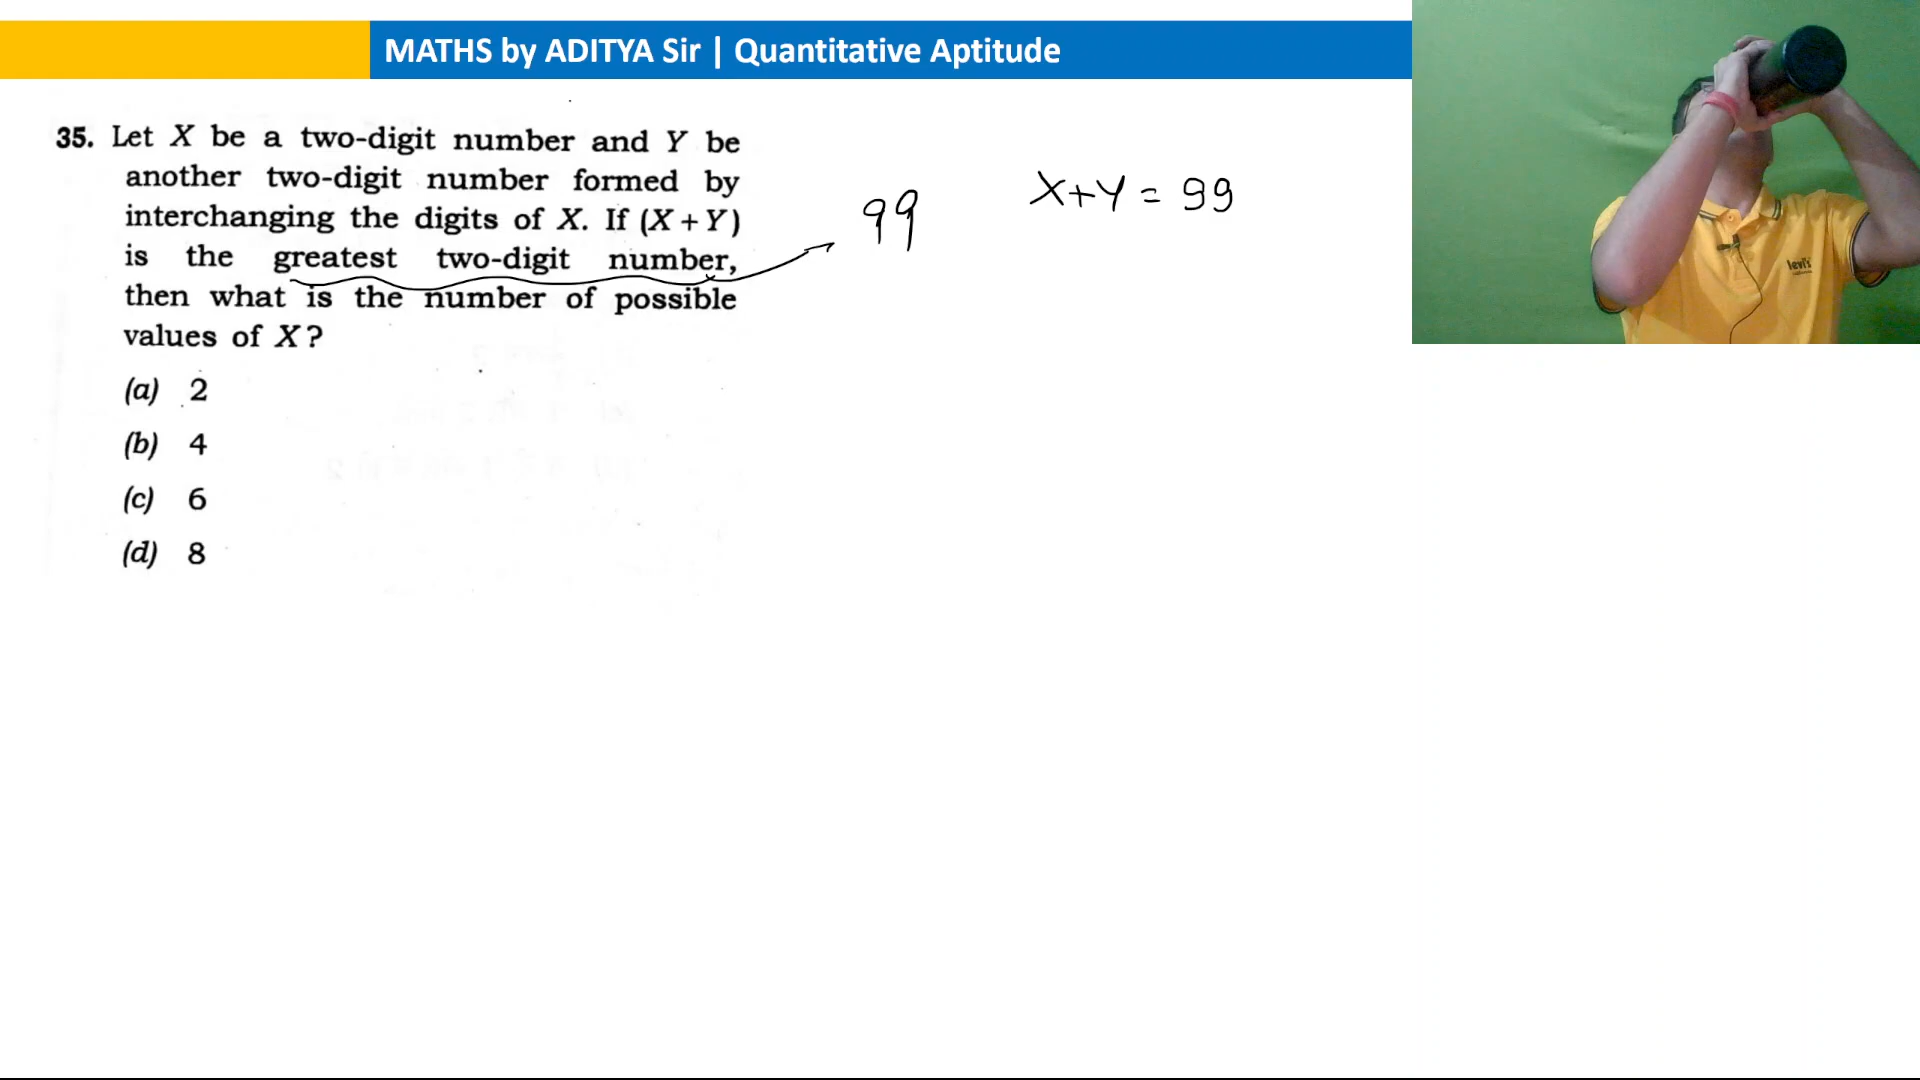 MATHS by ADITYA Sir | Quantitative Aptitude
35. Let X be a two-digit number and Y be
another two-digit number formed by
interchanging the digits of X. If (X + Y)
is the greatest two-digit number,
then what is the number of possible
values of X?
(a) 2
(b) 4
(c) 6
(d) 8
99
X+Y = 99
levi's